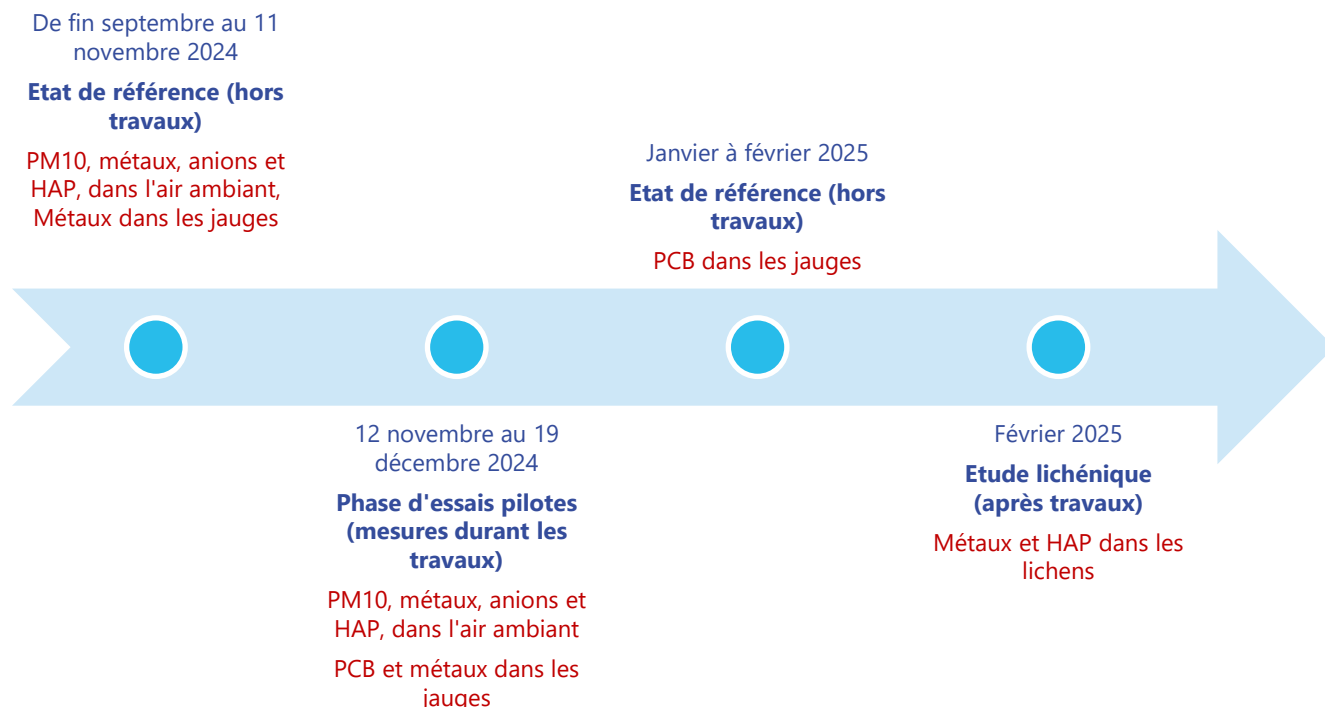 De fin septembre au 11
novembre 2024
Etat de référence (hors
travaux)
PM10, métaux, anions et
HAP, dans l'air ambiant,
Métaux dans les jauges
12 novembre au 19
décembre 2024
Phase d'essais pilotes
(mesures durant les
travaux)
PM10, métaux, anions et
HAP, dans l'air ambiant
PCB et métaux dans les
jauges
Janvier à février 2025
Etat de référence (hors
travaux)
PCB dans les jauges
Février 2025
Etude lichénique
(après travaux)
Métaux et HAP dans les
lichens